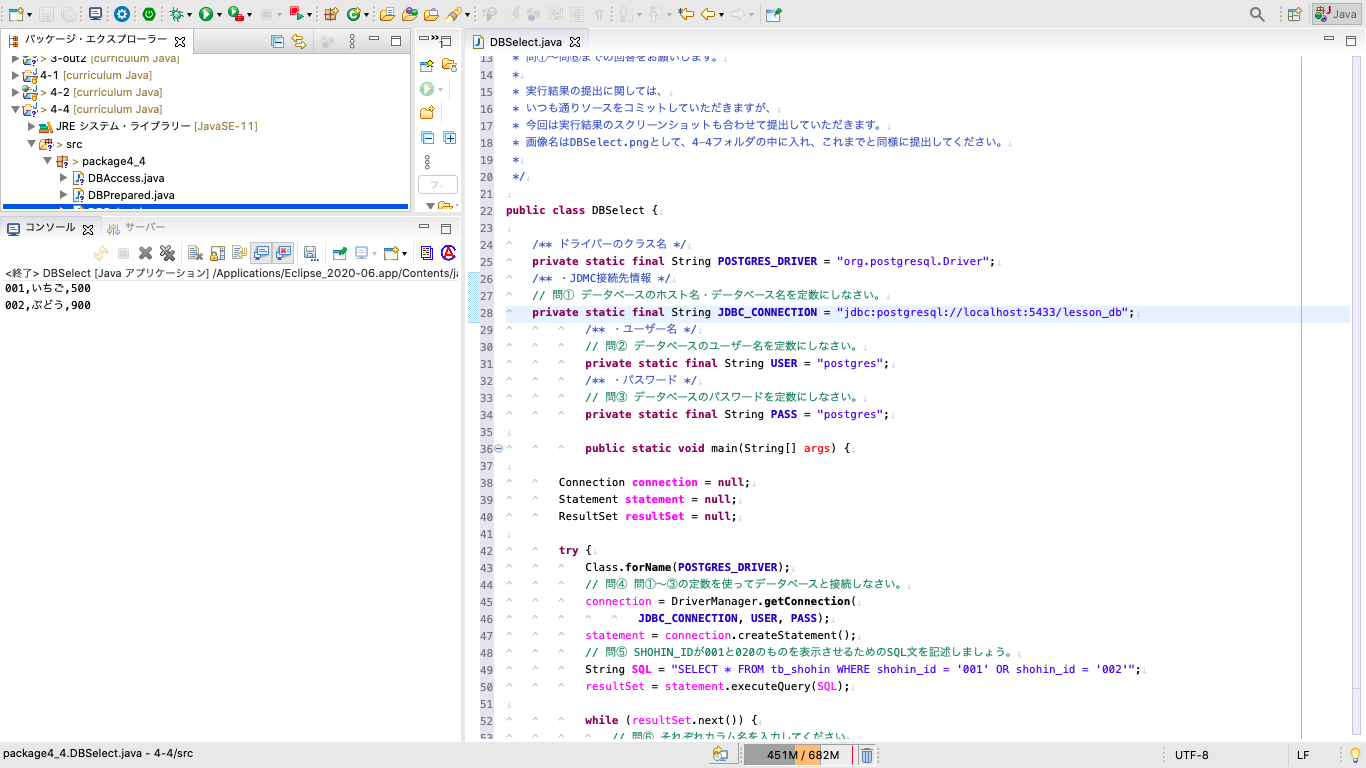 Java
パッケージ・エクスプローラー
> 3-out2 [curriculum Java]
4-1 [curriculum Java]
> 4-2 [curriculum Java]
> 4-4 [curriculum Java]
JRE システム・ライブラリー [JavaSE-11]
> src
> package4_4
DBAccess.java
DBPrepared.java
コンソール
サーバー
<終了> DBSelect [Java アプリケーション] /Applications/Eclipse_2020-06.app/Contents/ja
001,いちご,500
002,ぶどう,900
DBSelect.java
13 * 問①〜問⑥までの回答をお願いします。
14 *
15 * 実行結果の提出に関しては、
16 * いつも通りソースをコミットしていただきますが、
17 * 今回は実行結果のスクリーンショットも合わせて提出していただきます。
18 * 画像名はDBSelect.pngとして、4-4フォルダの中に入れ、これまでと同様に提出してください。
19 *
20 */
21
22 public class DBSelect {
23
24 /** ドライバーのクラス名 */
25 private static final String POSTGRES_DRIVER = "org.postgresql.Driver";
26 /** ・JDMC接続先情報 */
27 // 問① データベースのホスト名・データベース名を定数にしなさい。
28 private static final String JDBC_CONNECTION = "jdbc:postgresql://localhost:5433/lesson_db";
29 /** ・ユーザー名 */
30 // 問② データベースのユーザー名を定数にしなさい。
31 private static final String USER = "postgres";
32 /** ・パスワード */
33 // 問③ データベースのパスワードを定数にしなさい。
34 private static final String PASS = "postgres";
35
36 public static void main(String[] args) {
37
38 Connection connection = null;
39 Statement statement = null;
40 ResultSet resultSet = null;
41
42 try {
43 Class.forName(POSTGRES_DRIVER);
44 // 問④ 問①〜③の定数を使ってデータベースと接続しなさい。
45 connection = DriverManager.getConnection(
46 JDBC_CONNECTION, USER, PASS);
47 statement = connection.createStatement();
48 // 問⑤ SHOHIN_IDが001と020のものを表示させるためのSQL文を記述しましょう。
49 String SQL = "SELECT * FROM tb_shohin WHERE shohin_id = '001' OR shohin_id = '002'";
50 resultSet = statement.executeQuery(SQL);
51
52 while (resultSet.next()) {
53 // 問⑥ それぞれカラム名を入力してください。
package4_4.DBSelect.java - 4-4/src
451M / 682M
UTF-8
LF